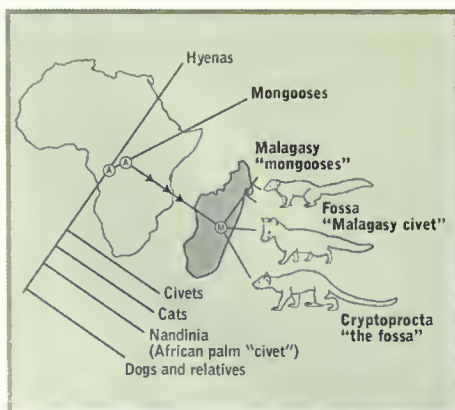 Hyenas
Mongooses
A
A
Malagasy
"mongooses"
Fossa
"Malagasy civet"
M
Cryptoprocta
"the fossa"
Civets
Cats
Nandinia
(African palm "civet")
Dogs and relatives